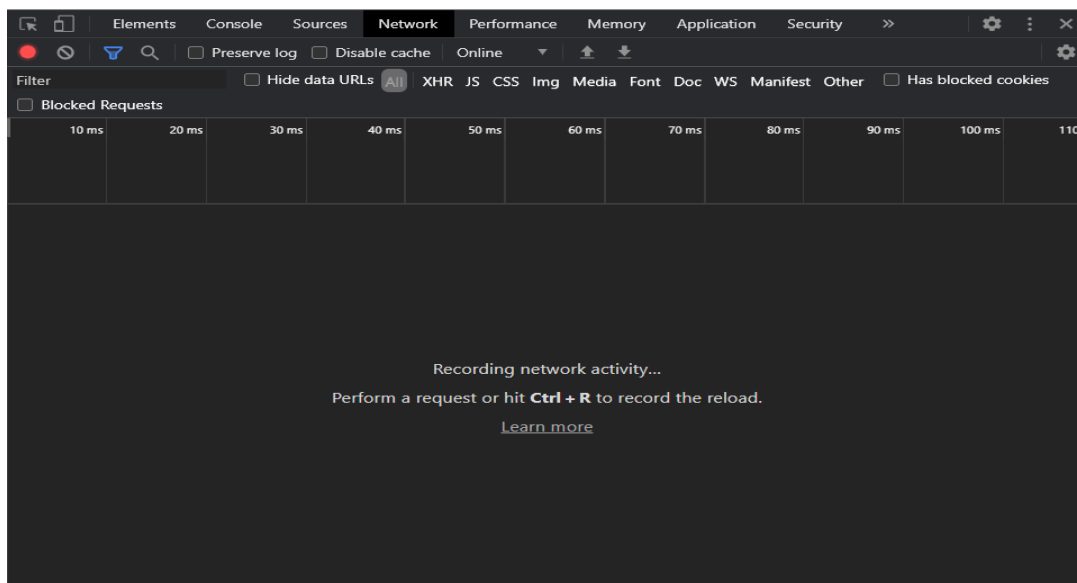 Elements Console Sources Network Performance Memory Application Security »
Preserve log Disable cache Online
Filter Hide data URLs All XHR JS CSS Img Media Font Doc WS Manifest Other Has blocked cookies
Blocked Requests
10 ms 20 ms 30 ms 40 ms 50 ms 60 ms 70 ms 80 ms 90 ms 100 ms 110
Recording network activity...
Perform a request or hit Ctrl + R to record the reload.
Learn more